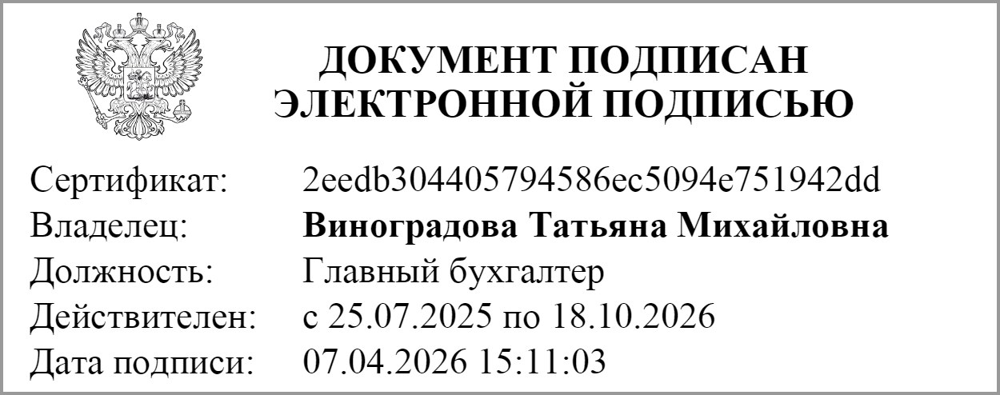 ДОКУМЕНТ ПОДПИСАН
ЭЛЕКТРОННОЙ ПОДПИСЬЮ
Сертификат: 2eedb304405794586ec5094e751942dd
Владелец: Виноградова Татьяна Михайловна
Должность: Главный бухгалтер
Действителен: с 25.07.2025 по 18.10.2026
Дата подписи: 07.04.2026 15:11:03